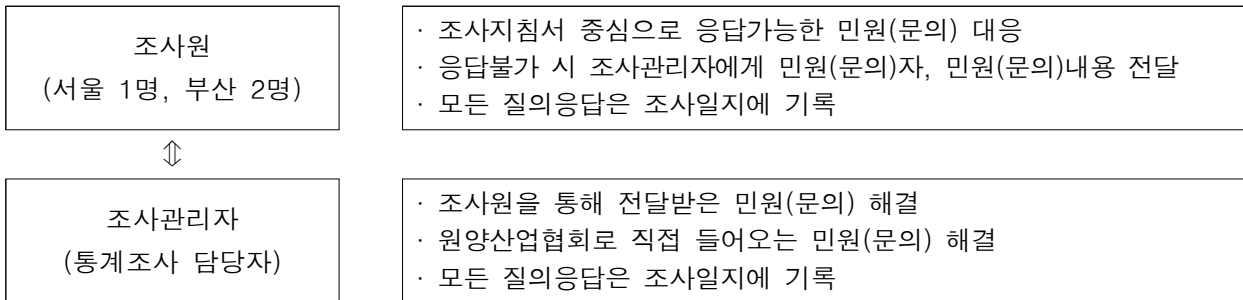 조사원
(서울 1명, 부산 2명)
· 조사지침서 중심으로 응답가능한 민원(문의) 대응
· 응답불가 시 조사관리자에게 민원(문의)자, 민원(문의)내용 전달
· 모든 질의응답은 조사일지에 기록
⇕
조사관리자
(통계조사 담당자)
· 조사원을 통해 전달받은 민원(문의) 해결
· 원양산업협회로 직접 들어오는 민원(문의) 해결
· 모든 질의응답은 조사일지에 기록